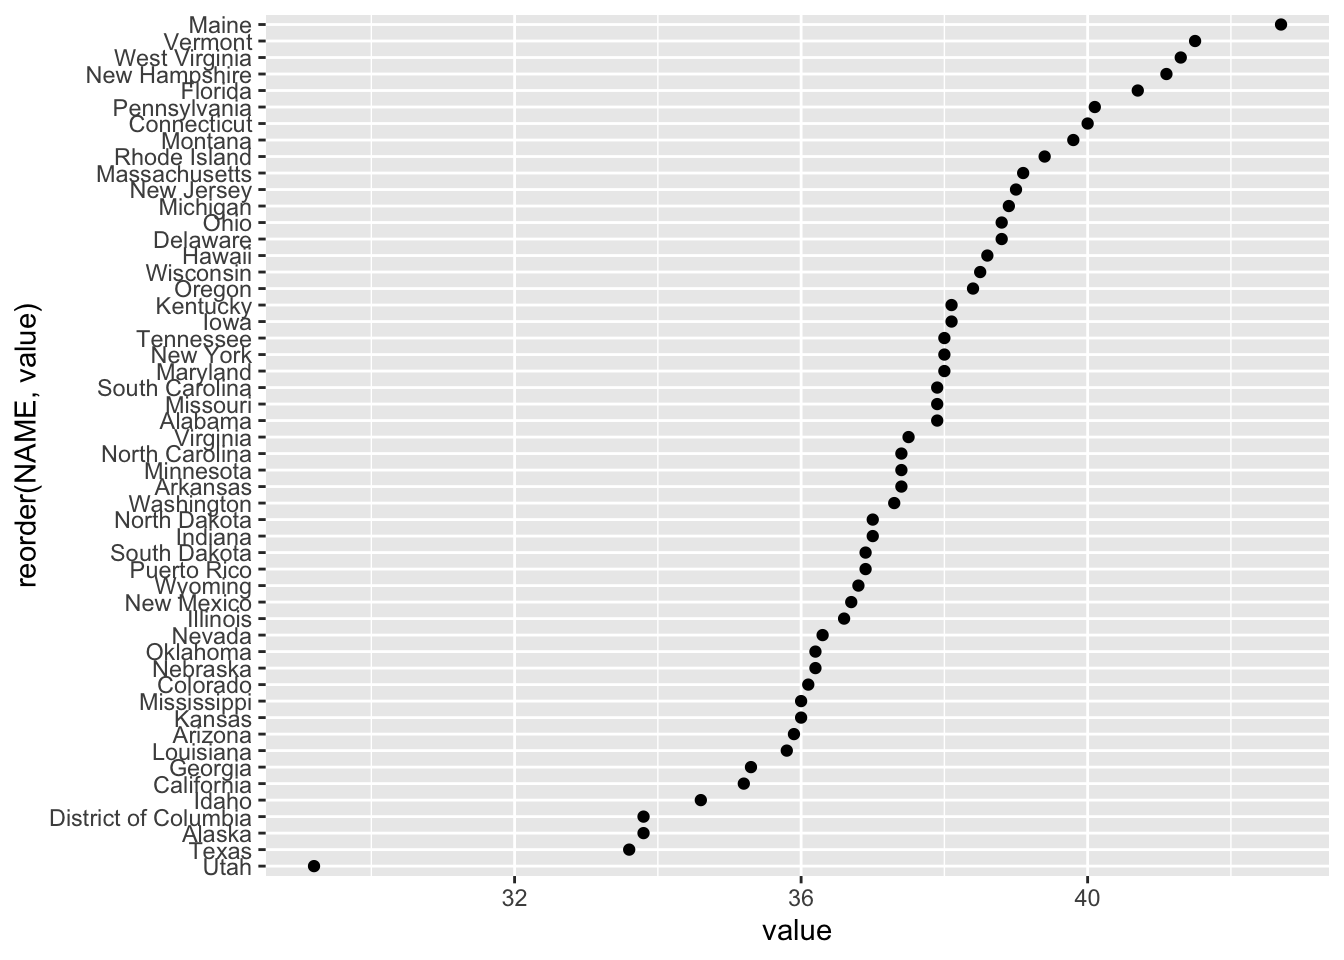 Maine
Vermont
West Virginia
New Hampshire
Florida
Pennsylvania
Connecticut
Montana
Rhode Island
Massachusetts
New Jersey
Michigan
Ohio
Delaware
Hawaii
Wisconsin
Oregon
Kentucky
Iowa
Tennessee
New York
Maryland
South Carolina
Missouri
Alabama
Virginia
North Carolina
Minnesota
Arkansas
Washington
North Dakota
Indiana
South Dakota
Puerto Rico
Wyoming
New Mexico
Illinois
Nevada
Oklahoma
Nebraska
Colorado
Mississippi
Kansas
Arizona
Louisiana
Georgia
California
Idaho
District of Columbia
Alaska
Texas
Utah
reorder(NAME, value)
32 36 40
value